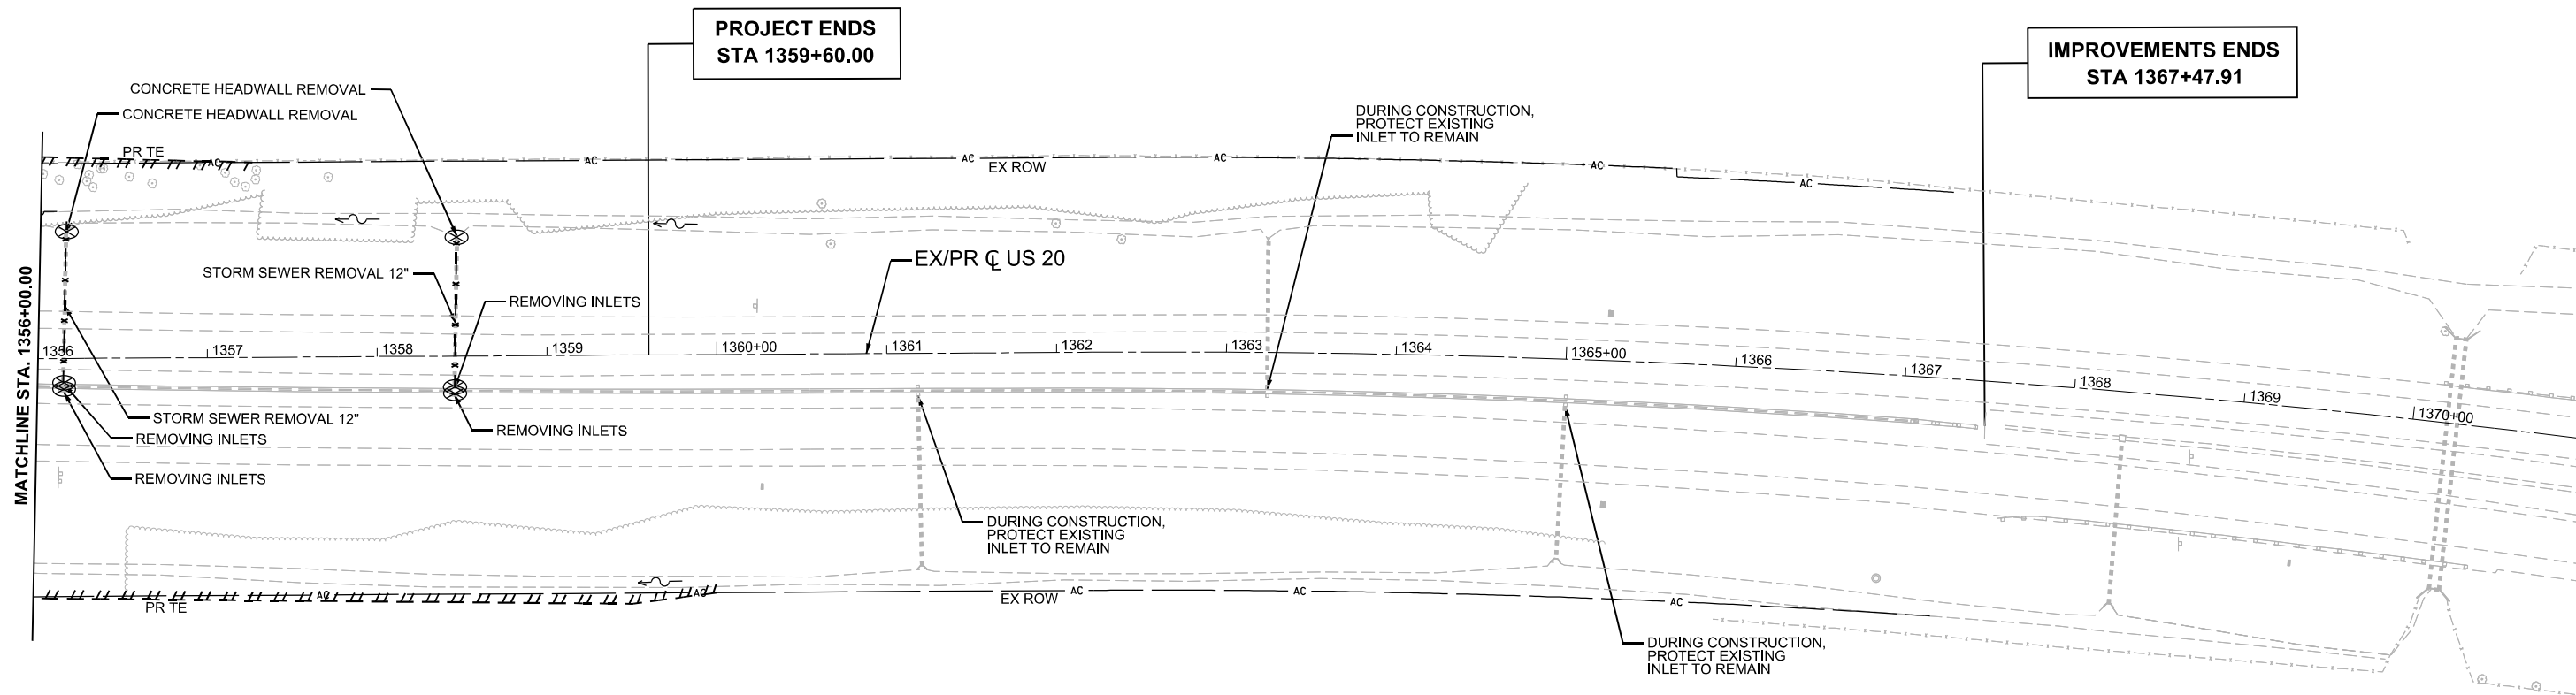 PROJECT ENDS
STA 1359+60.00
IMPROVEMENTS ENDS
STA 1367+47.91
CONCRETE HEADWALL REMOVAL
CONCRETE HEADWALL REMOVAL
DURING CONSTRUCTION,
PROTECT EXISTING
INLET TO REMAIN
PR TE
AC
AC
AC
AC
AC
AC
EX ROW
EX/PR ℄ US 20
STORM SEWER REMOVAL 12"
REMOVING INLETS
MATCHLINE STA. 1356+00.00
1356
1357
1358
1359
1360+00
1361
1362
1363
1364
1365+00
1366
1367
1368
1369
1370+00
STORM SEWER REMOVAL 12"
REMOVING INLETS
REMOVING INLETS
REMOVING INLETS
DURING CONSTRUCTION,
PROTECT EXISTING
INLET TO REMAIN
PR TE
AC
AC
EX ROW
AC
AC
AC
DURING CONSTRUCTION,
PROTECT EXISTING
INLET TO REMAIN